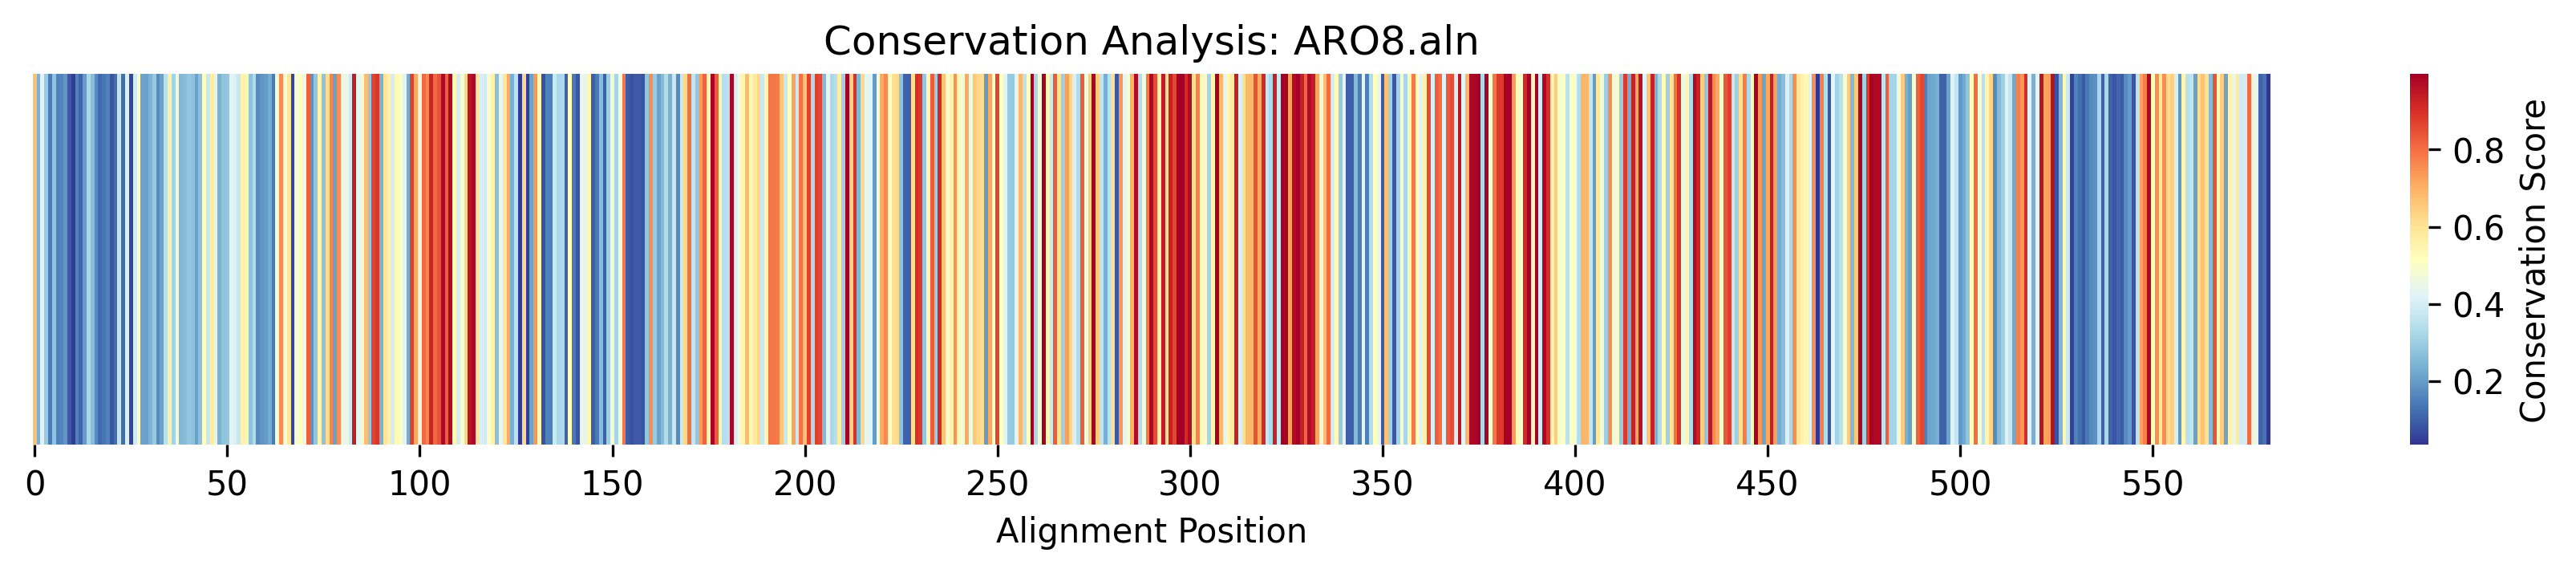 Conservation Analysis: ARO8.aln
0.8
0.6
0.4
0.2
Conservation Score
0 50 100 150 200 250 300 350 400 450 500 550
Alignment Position